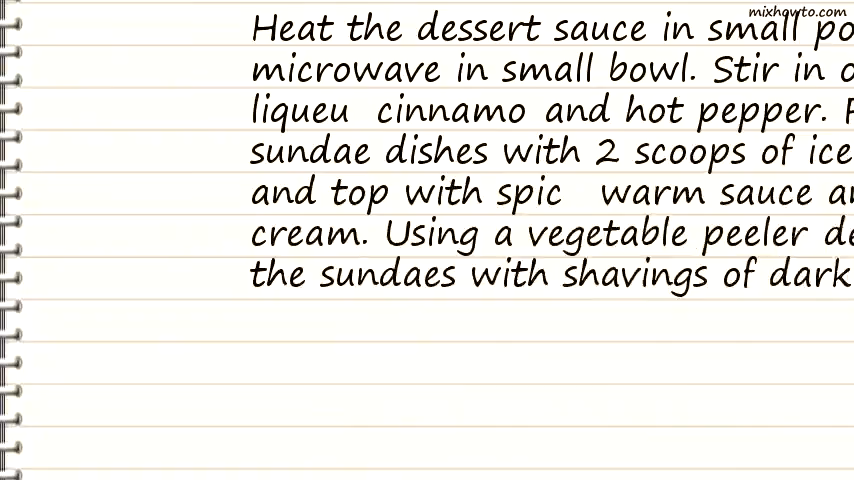 mixhowto.com
Heat the dessert sauce in small po
microwave in small bowl. Stir in o
liqueu cinnamo and hot pepper.
sundae dishes with 2 scoops of ice
and top with spic warm sauce a
cream. Using a vegetable peeler de
the sundaes with shavings of dark